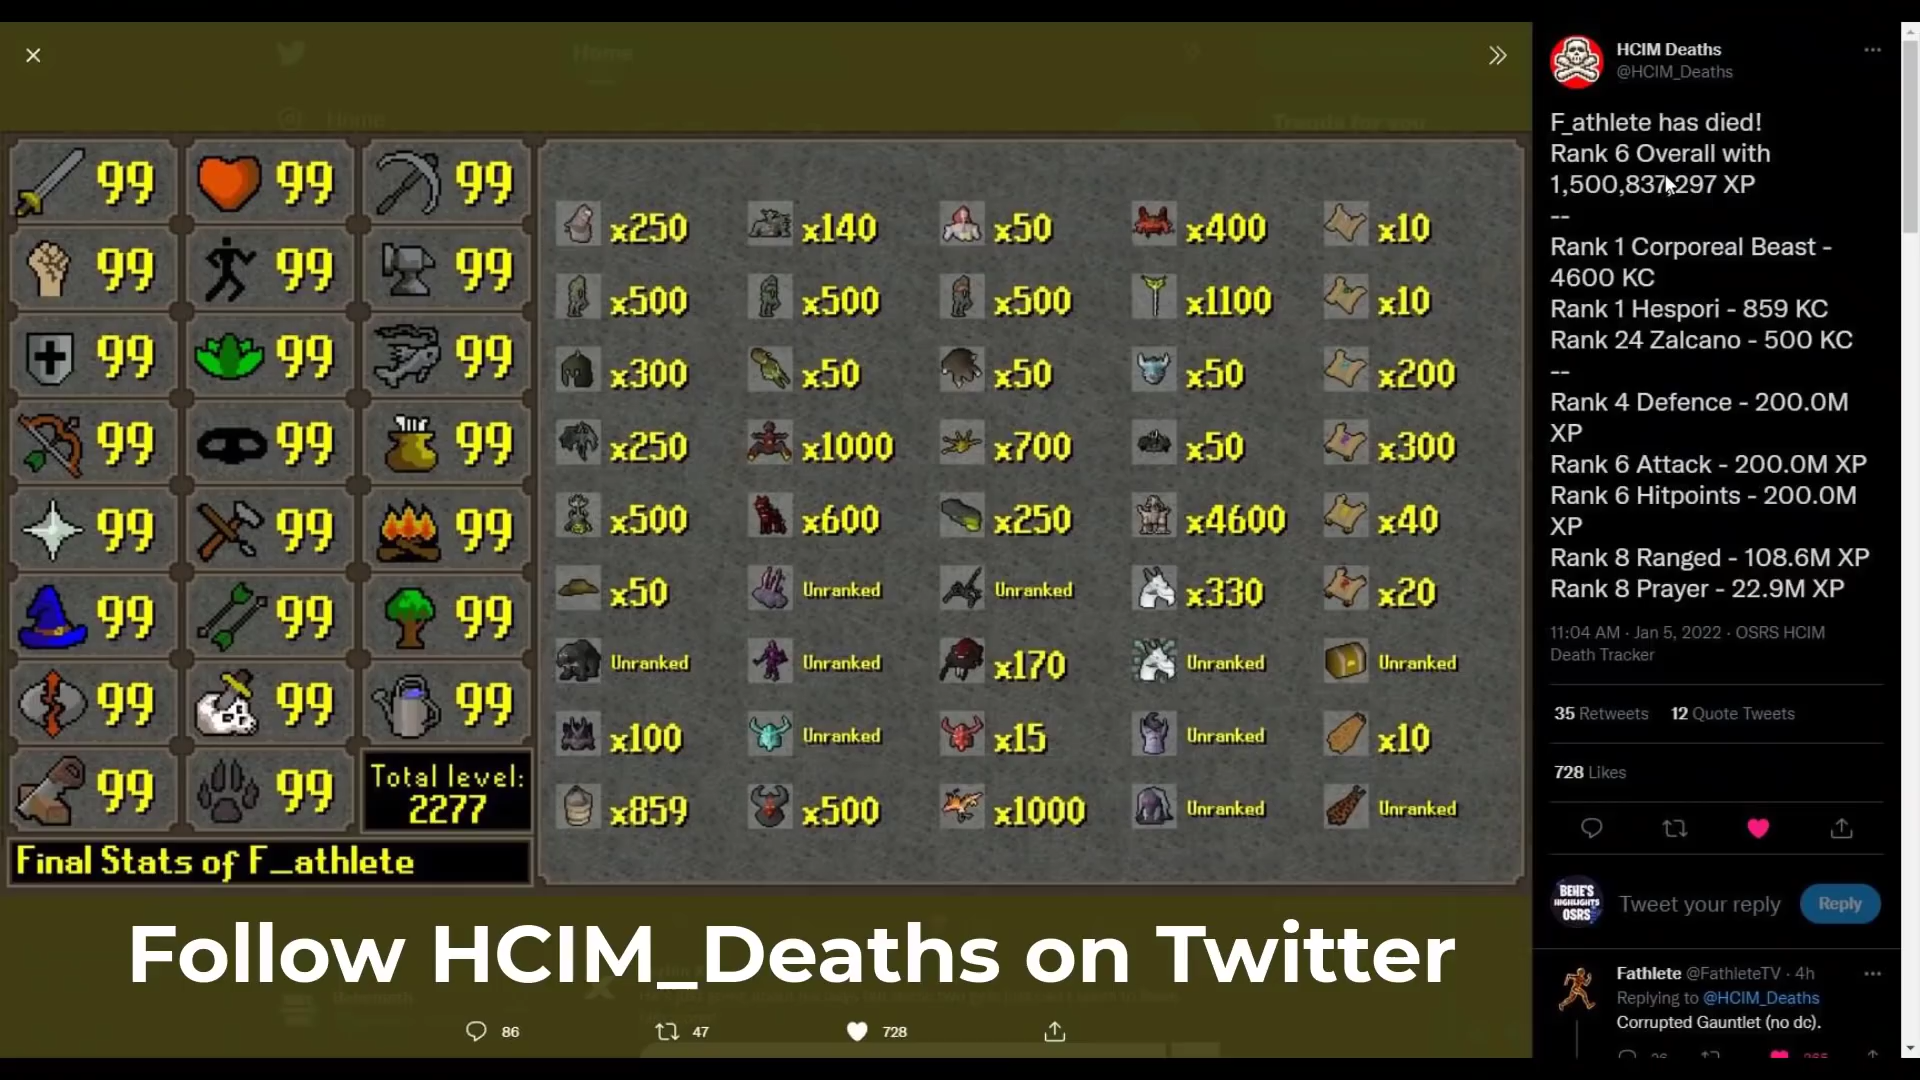 Home
Home
Trends for you
99 99 99
99 99 99
99 99 99
99 99 99
99 99 99
99 99 99
99 99 99
99 99 Total level:
2277
Final Stats of F_athlete
x250 x140 x50 x400 x10
x500 x500 x500 x1100 x10
x300 x50 x50 x50 x200
x250 x1000 x700 x50 x300
x500 x600 x250 x4600 x40
x50 Unranked Unranked x330 x20
Unranked Unranked x170 Unranked Unranked
x100 Unranked x15 Unranked x10
x859 x500 x1000 Unranked Unranked
Follow HCIM_Deaths on Twitter
86 47 728
HCIM Deaths
@HCIM_Deaths
F_athlete has died!
Rank 6 Overall with
1,500,837,297 XP
--
Rank 1 Corporeal Beast -
4600 KC
Rank 1 Hespori - 859 KC
Rank 24 Zalcano - 500 KC
--
Rank 4 Defence - 200.0M
XP
Rank 6 Attack - 200.0M XP
Rank 6 Hitpoints - 200.0M
XP
Rank 8 Ranged - 108.6M XP
Rank 8 Prayer - 22.9M XP
11:04 AM · Jan 5, 2022 · OSRS HCIM
Death Tracker
35 Retweets 12 Quote Tweets
728 Likes
BEHE'S
HIGHLIGHTS
OSRS
Tweet your reply Reply
Fathlete @FathleteTV · 4h
Replying to @HCIM_Deaths
Corrupted Gauntlet (no dc).